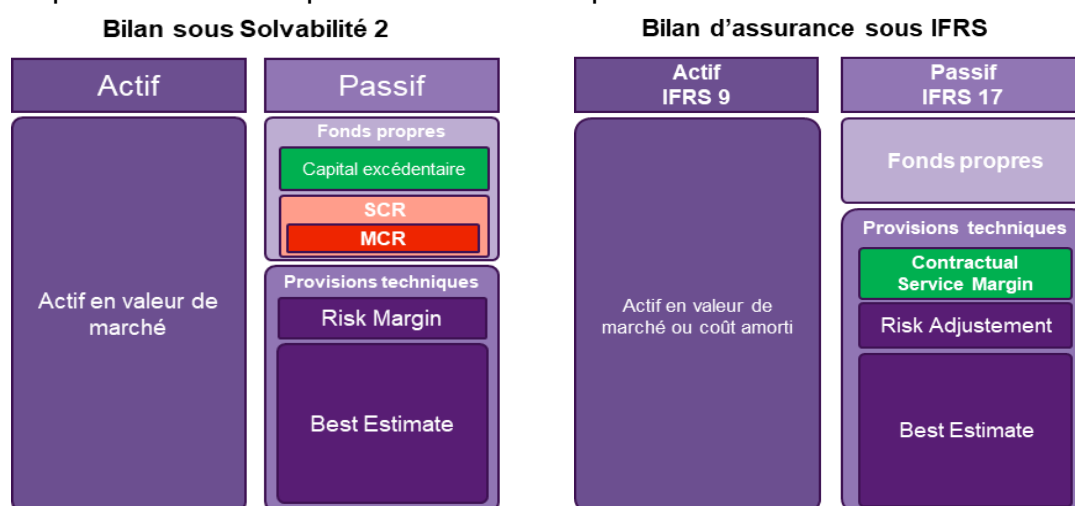 Bilan sous Solvabilité 2
Actif
Passif
Actif en valeur de
marché
Fonds propres
Capital excédentaire
SCR
MCR
Provisions techniques
Risk Margin
Best Estimate
Bilan d’assurance sous IFRS
Actif
IFRS 9
Passif
IFRS 17
Actif en valeur de
marché ou coût amorti
Fonds propres
Provisions techniques
Contractual
Service Margin
Risk Adjustement
Best Estimate